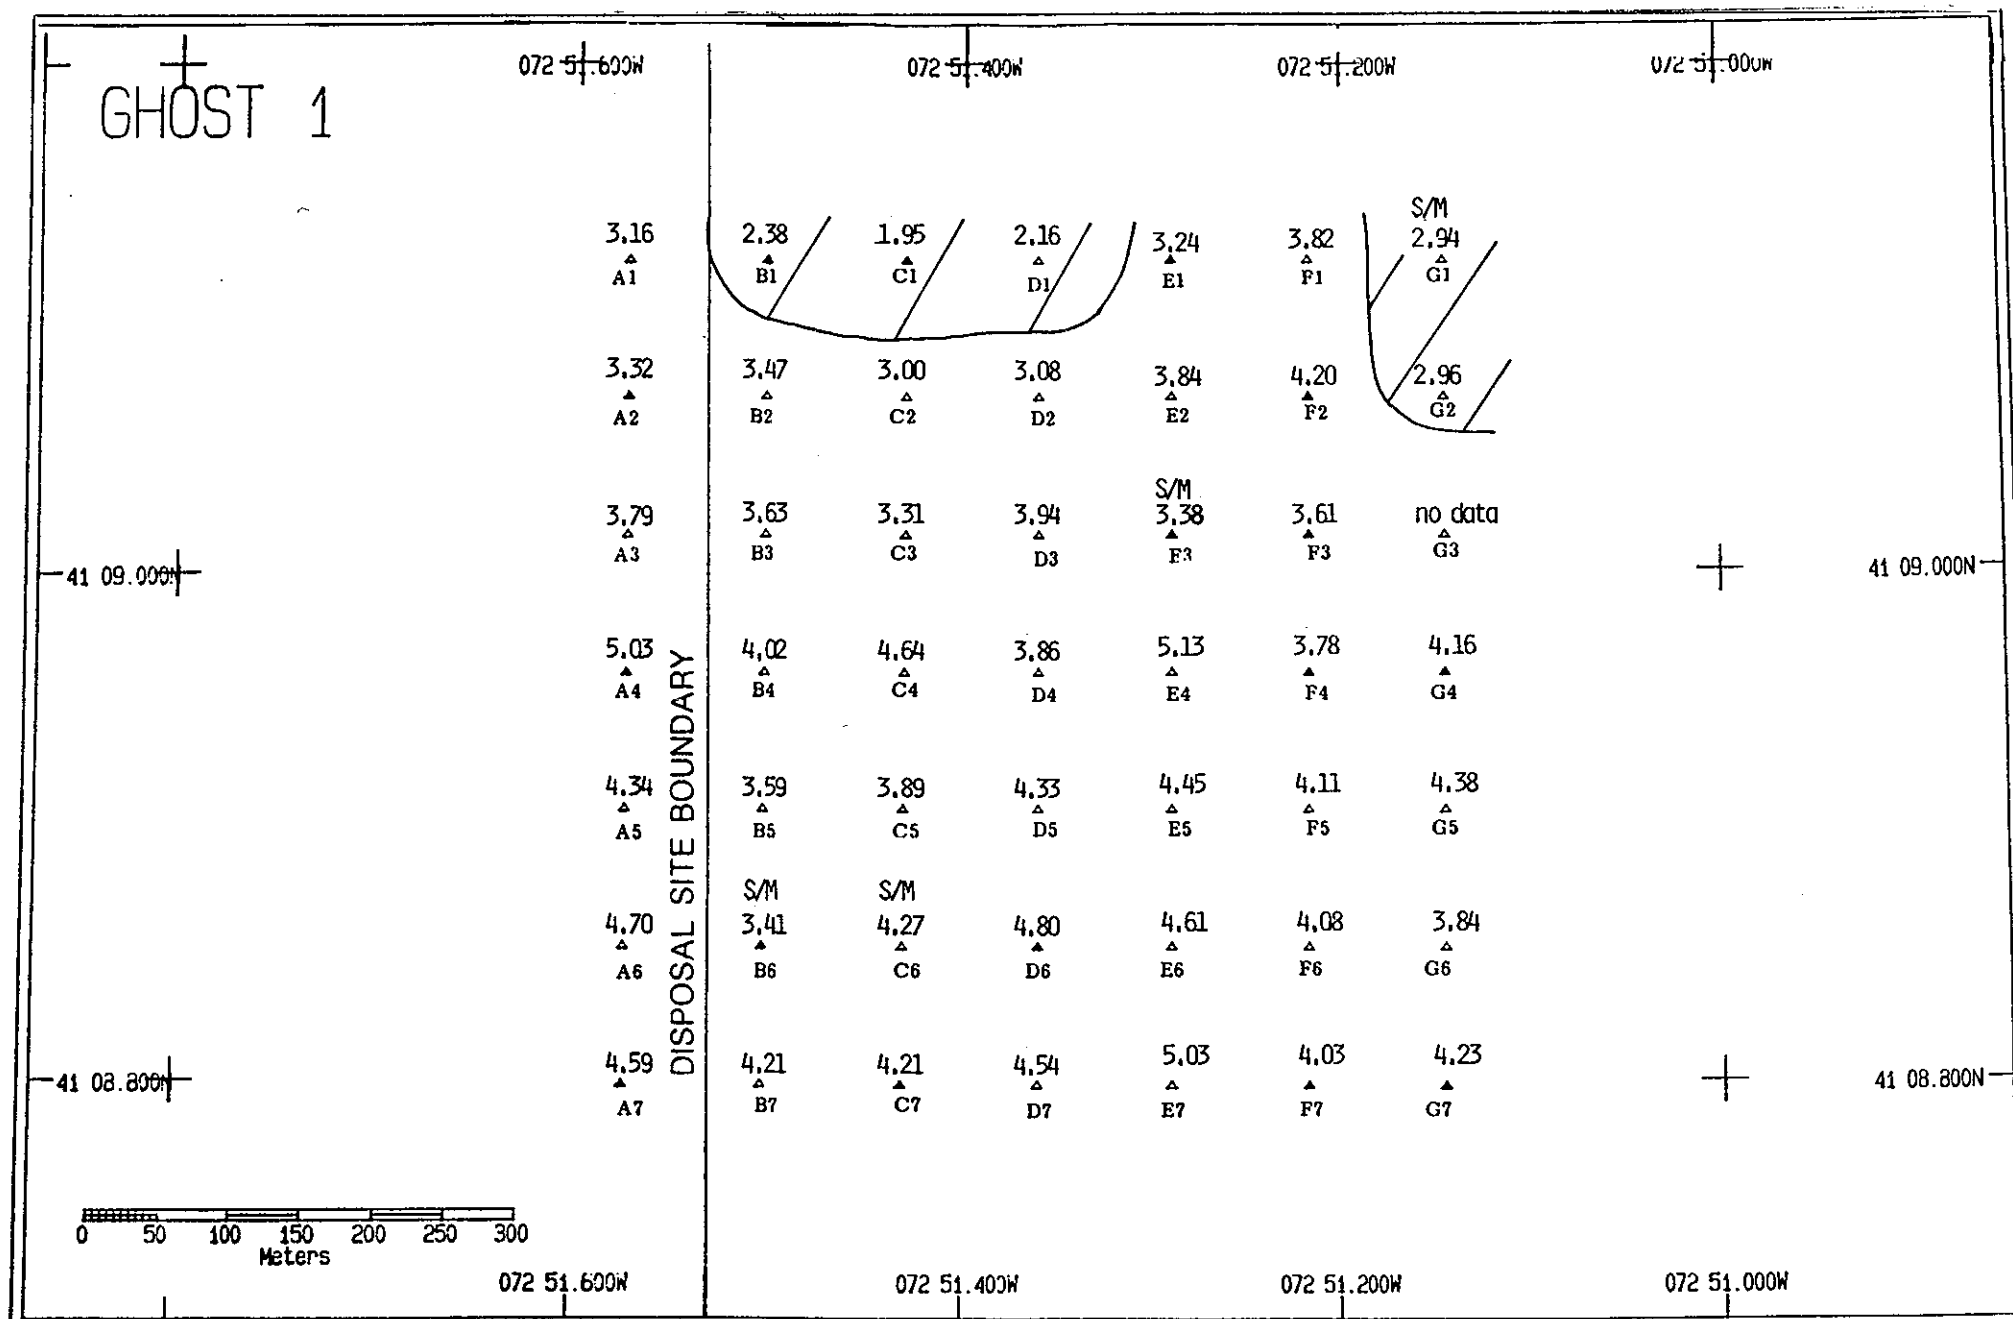 072 51.600W 072 51.400W 072 51.200W 072 51.000W
GHOST 1
S/M
3.16 2.38 1.95 2.16 3.24 3.82 2.94
A1 B1 C1 D1 E1 F1 G1
3.32 3.47 3.00 3.08 3.84 4.20 2.96
A2 B2 C2 D2 E2 F2 G2
S/M
3.79 3.63 3.31 3.94 3.38 3.61 no data
A3 B3 C3 D3 E3 F3 G3
41 09.000N 41 09.000N
5.03 4.02 4.64 3.86 5.13 3.78 4.16
A4 B4 C4 D4 E4 F4 G4
DISPOSAL SITE BOUNDARY
4.34 3.59 3.89 4.33 4.45 4.11 4.38
A5 B5 C5 D5 E5 F5 G5
S/M S/M
4.70 3.41 4.27 4.80 4.61 4.08 3.84
A6 B6 C6 D6 E6 F6 G6
4.59 4.21 4.21 4.54 5.03 4.03 4.23
41 08.800N 41 08.800N
A7 B7 C7 D7 E7 F7 G7
0 50 100 150 200 250 300
Meters
072 51.600W 072 51.400W 072 51.200W 072 51.000W